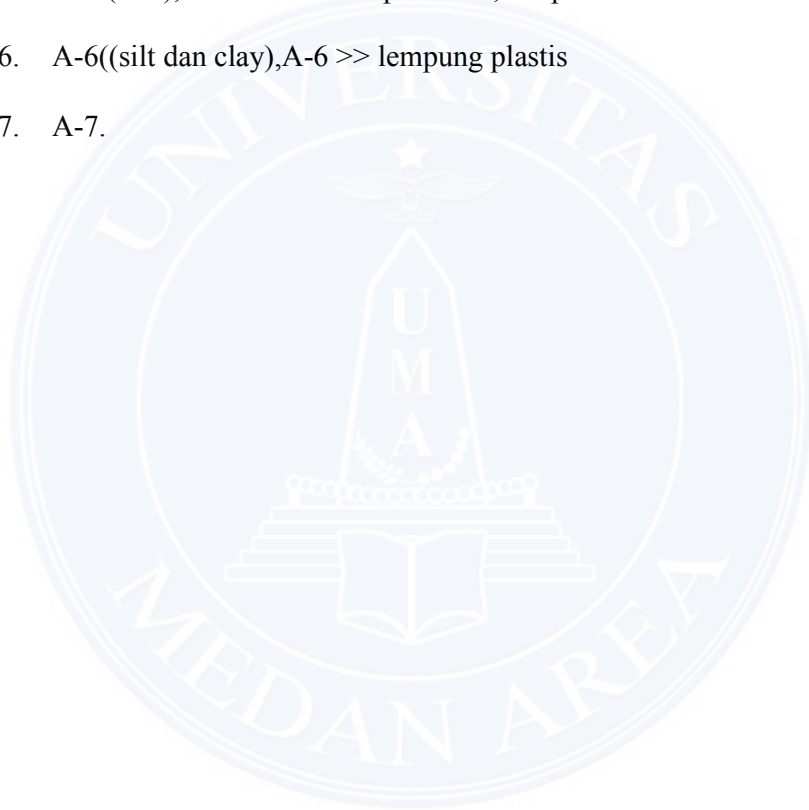 6. A-6((silt dan clay),A-6 >> lempung plastis
7. A-7.
UNIVERSITAS
U
M
A
MEDAN AREA